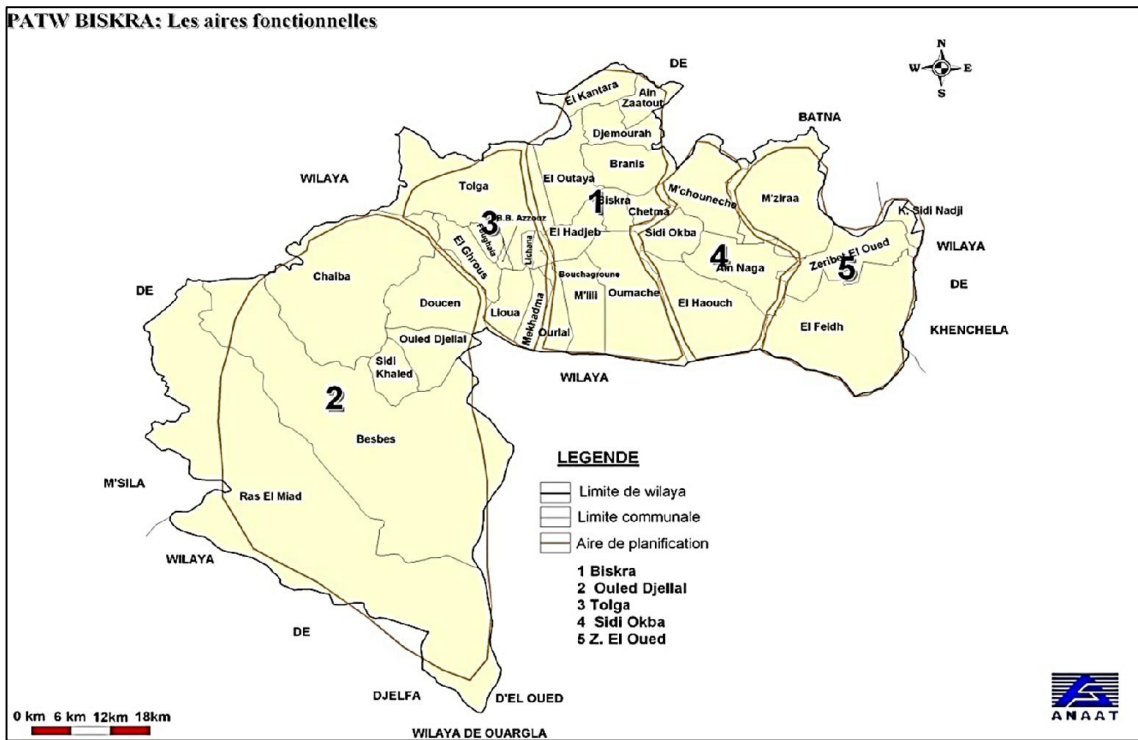 PATW BISKRA: Les aires fonctionnelles
N
W E
S
DE
BATNA
WILAYA
El Kantara
Ain
Zaatout
Djemourah
Branis
El Outaya
Tolga
M'chouneche
M'ziraa
K. Sidi Nadji
1
Biskra
Chetma
3
B.B. Azzouz
Foughala
Lichana
El Hadjeb
Sidi Okba
4
Ain Naga
Zeribet El Oued
5
WILAYA
DE
KHENCHELA
El Ghrous
Bouchagroune
M'lili
Oumache
El Haouch
El Feidh
Chaiba
DE
Doucen
Lioua
Mekhadma
Ourlal
Ouled Djellal
Sidi
Khaled
WILAYA
2
Besbes
M'SILA
Ras El Miad
WILAYA
DE
DJELFA
D'EL OUED
WILAYA DE OUARGLA
LEGENDE
Limite de wilaya
Limite communale
Aire de planification
1 Biskra
2 Ouled Djellal
3 Tolga
4 Sidi Okba
5 Z. El Oued
0 km 6 km 12km 18km
ANAAT